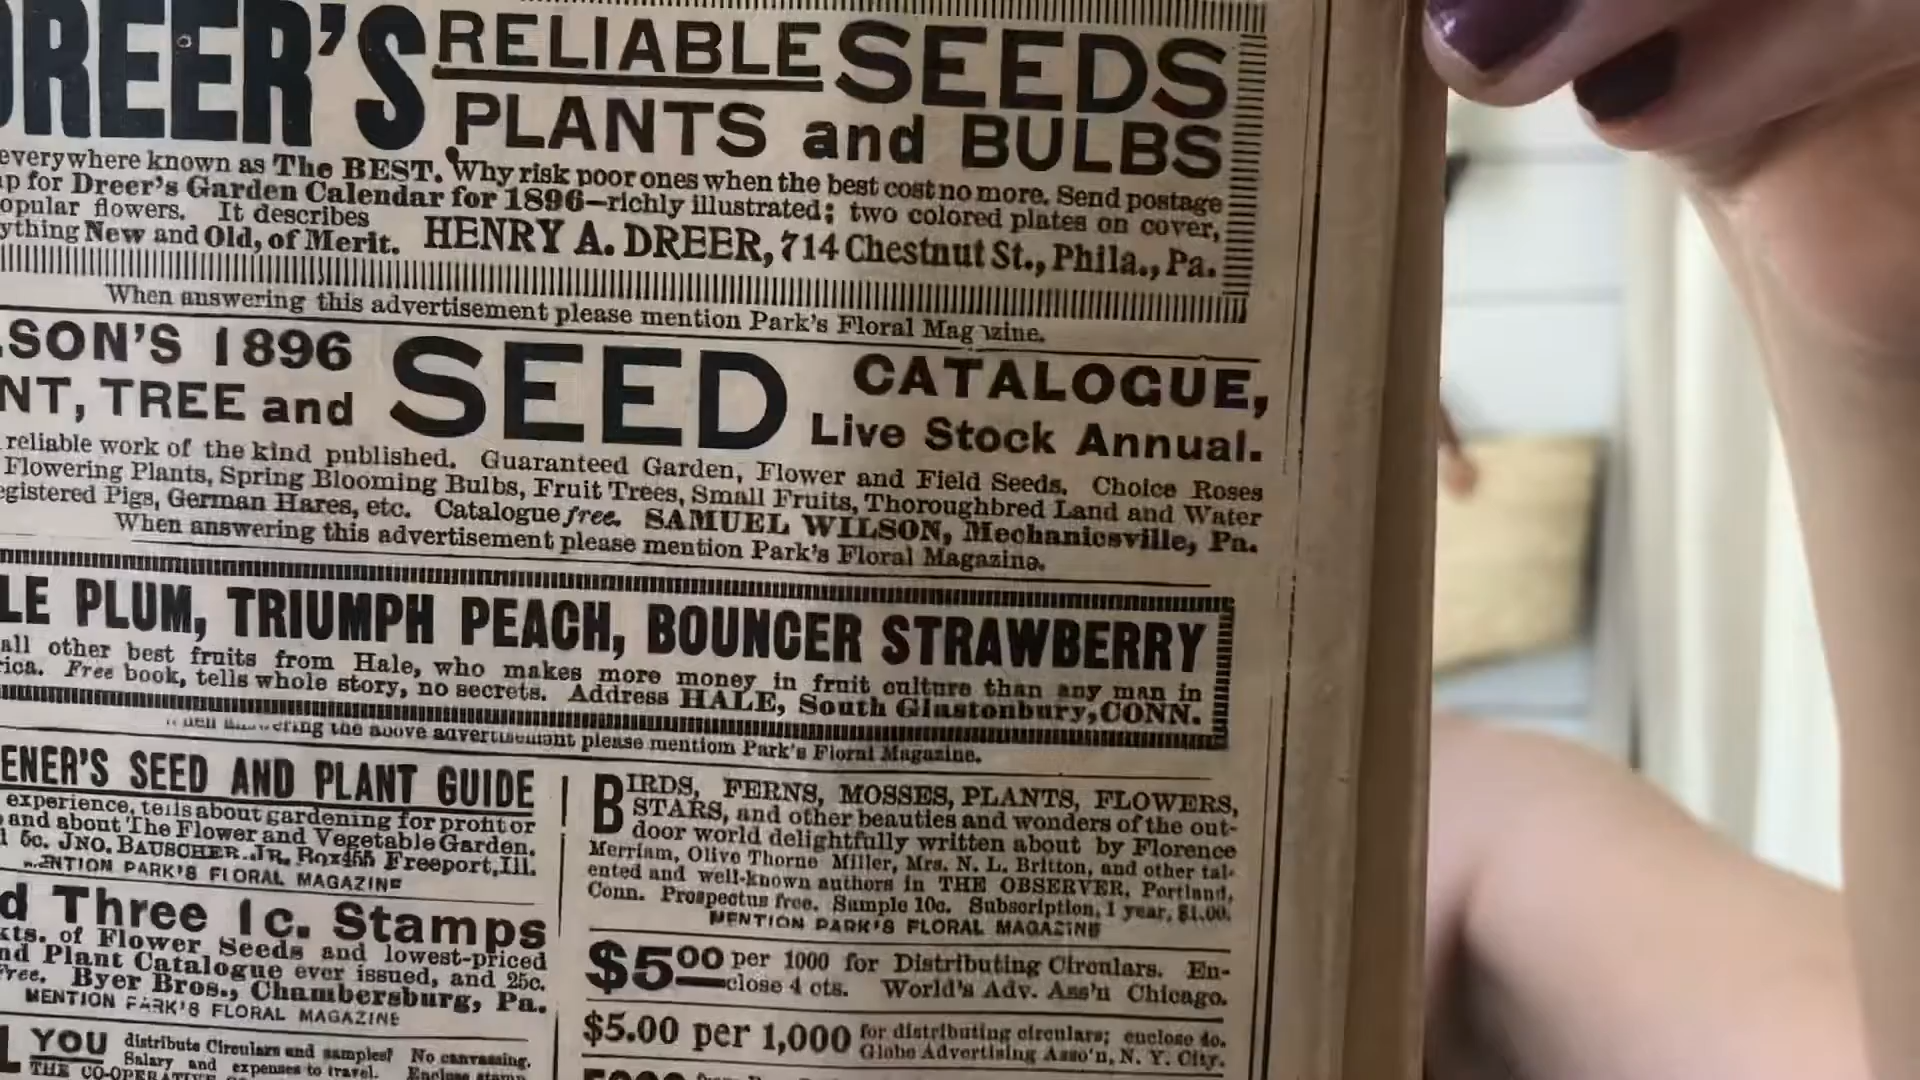 DREER'S RELIABLE SEEDS
PLANTS and BULBS
everywhere known as The BEST. Why risk poor ones when the best cost no more. Send postage
p for Dreer's Garden Calendar for 1896—richly illustrated; two colored plates on cover,
opular flowers. It describes
ything New and Old, of Merit. HENRY A. DREER, 714 Chestnut St., Phila., Pa.
When answering this advertisement please mention Park's Floral Mag zine.
SON'S 1896 SEED CATALOGUE,
NT, TREE and Live Stock Annual.
reliable work of the kind published. Guaranteed Garden, Flower and Field Seeds. Choice Roses
Flowering Plants, Spring Blooming Bulbs, Fruit Trees, Small Fruits, Thoroughbred Land and Water
egistered Pigs, German Hares, etc. Catalogue free. SAMUEL WILSON, Mechanicsville, Pa.
When answering this advertisement please mention Park's Floral Magazine.
LE PLUM, TRIUMPH PEACH, BOUNCER STRAWBERRY
all other best fruits from Hale, who makes more money in fruit culture than any man in
rica. Free book, tells whole story, no secrets. Address HALE, South Glastonbury, CONN.
ering the above advertisement please mention Park's Floral Magazine.
ENER'S SEED AND PLANT GUIDE
experience, tells about gardening for profit or
and about The Flower and Vegetable Garden.
l 5c. JNO. BAUSCHER, JR, Box 455 Freeport, Ill.
ENTION PARK'S FLORAL MAGAZINE
d Three 1c. Stamps
kts. of Flower Seeds and lowest-priced
nd Plant Catalogue ever issued, and 25c.
free. Byer Bros., Chambersburg, Pa.
MENTION PARK'S FLORAL MAGAZINE
YOU distribute Circulars and samples? No canvassing.
Salary and expenses to travel. Enclose stamp
THE CO-OPERATIVE
BIRDS, FERNS, MOSSES, PLANTS, FLOWERS,
STARS, and other beauties and wonders of the out-
door world delightfully written about by Florence
Merriam, Olive Thorne Miller, Mrs. N. L. Britton, and other tal-
ented and well-known authors in THE OBSERVER, Portland,
Conn. Prospectus free. Sample 10c. Subscription, 1 year, $1.00.
MENTION PARK'S FLORAL MAGAZINE
$5.00 per 1000 for Distributing Circulars. En-
close 4 cts. World's Adv. Ass'n Chicago.
$5.00 per 1,000 for distributing circulars; enclose 4c.
Globe Advertising Asso'n, N. Y. City.